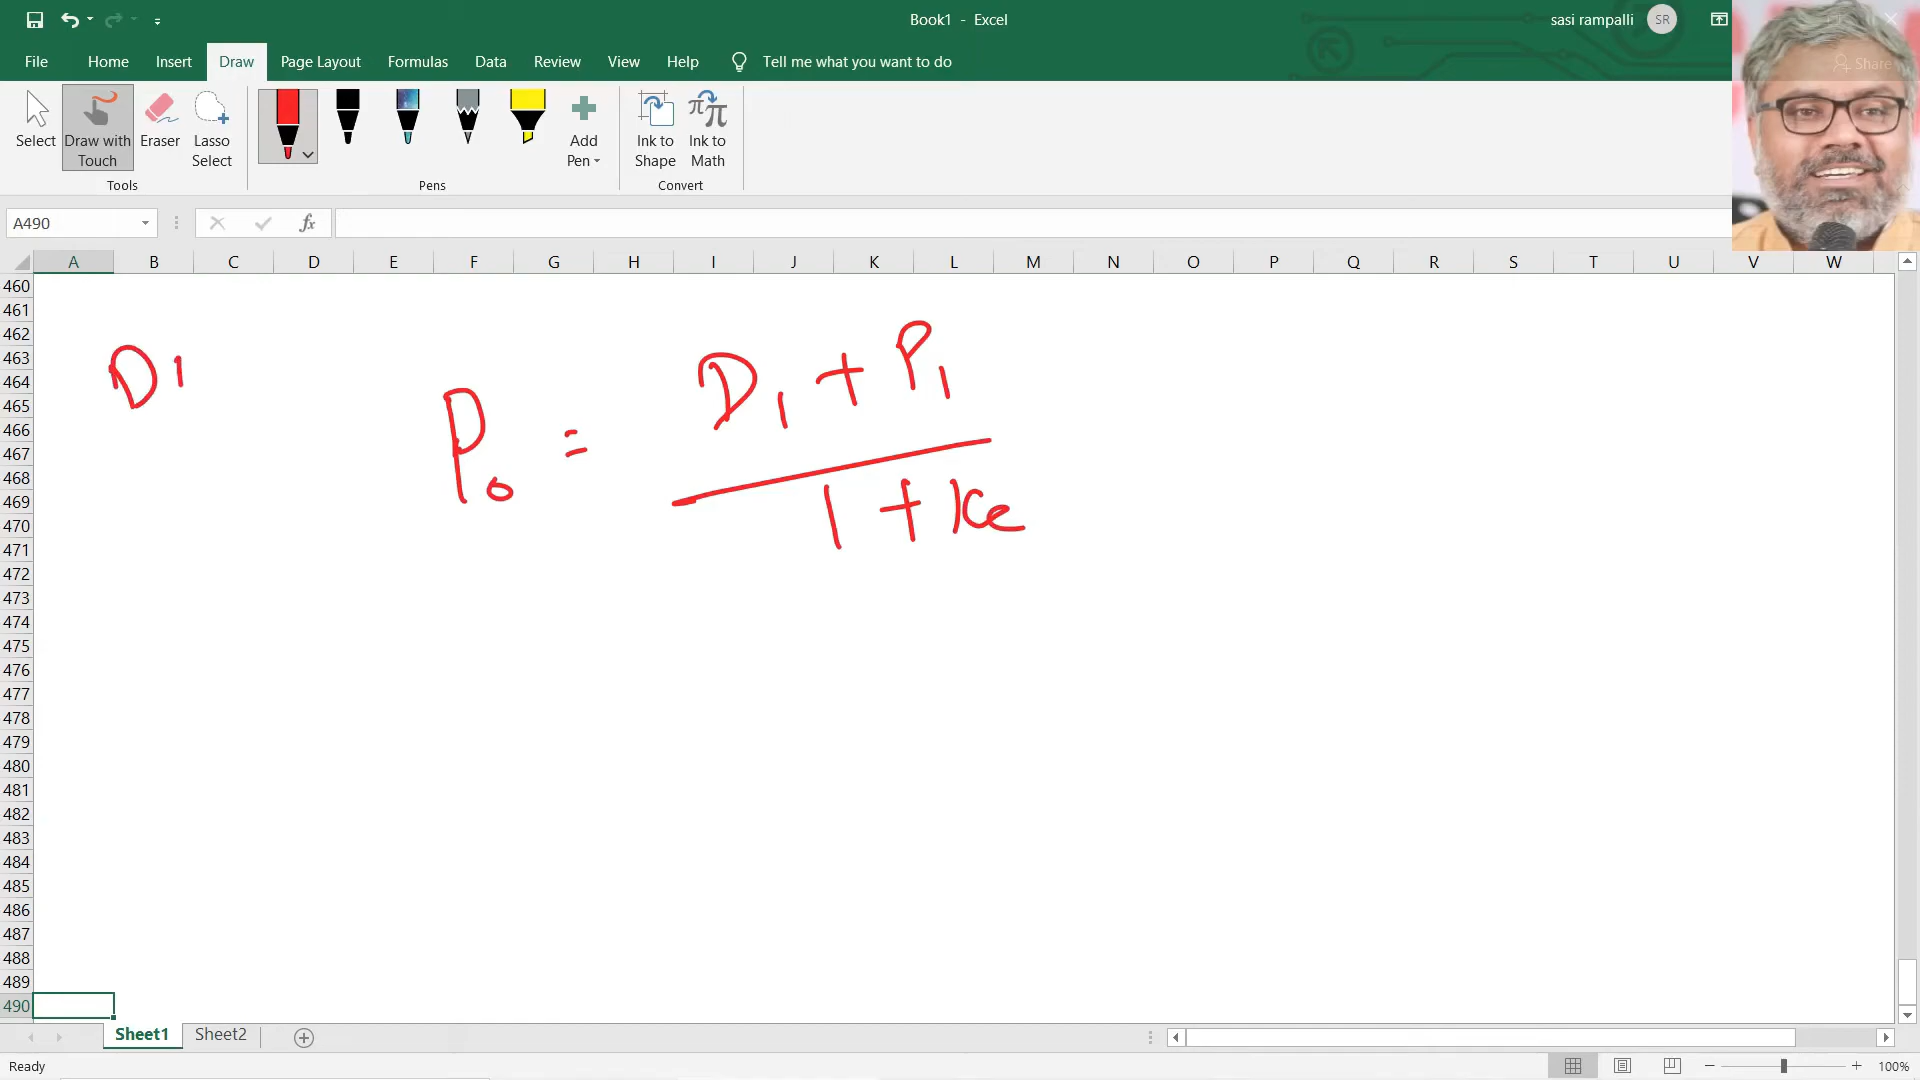 Book1 - Excel
sasi rampalli
SR
File
Home
Insert
Draw
Page Layout
Formulas
Data
Review
View
Help
Tell me what you want to do
Share
Select
Draw with Touch
Eraser
Lasso Select
Add Pen
Ink to Shape
Ink to Math
Tools
Pens
Convert
A490
fx
A B C D E F G H I J K L M N O P Q R S T U V W
460
461
462
463
464
465
466
467
468
469
470
471
472
473
474
475
476
477
478
479
480
481
482
483
484
485
486
487
488
489
490
D1
P0 = D1 + P1
1 + Ke
Sheet1
Sheet2
Ready
100%